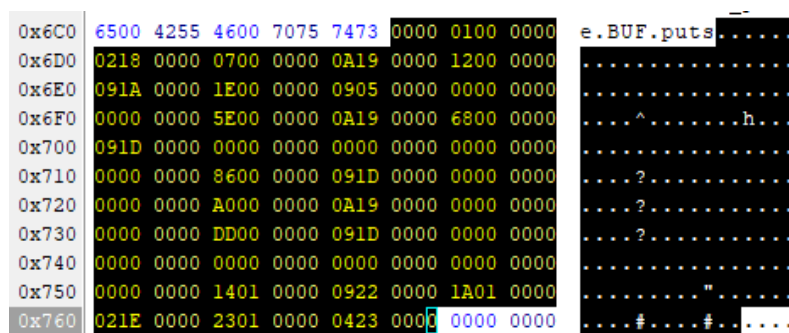 0x6C0 6500 4255 4600 7075 7473 0000 0100 0000 e.BUF.puts......
0x6D0 0218 0000 0700 0000 0A19 0000 1200 0000 ................
0x6E0 091A 0000 1E00 0000 0905 0000 0000 0000 ................
0x6F0 0000 0000 5E00 0000 0A19 0000 6800 0000 ....^.......h...
0x700 091D 0000 0000 0000 0000 0000 0000 0000 ................
0x710 0000 0000 8600 0000 091D 0000 0000 0000 ....?...........
0x720 0000 0000 A000 0000 0A19 0000 0000 0000 ....?...........
0x730 0000 0000 DD00 0000 091D 0000 0000 0000 ....?...........
0x740 0000 0000 0000 0000 0000 0000 0000 0000 ................
0x750 0000 0000 1401 0000 0922 0000 1A01 0000 ........."......
0x760 021E 0000 2301 0000 0423 0000 0000 0000 ....#....#......